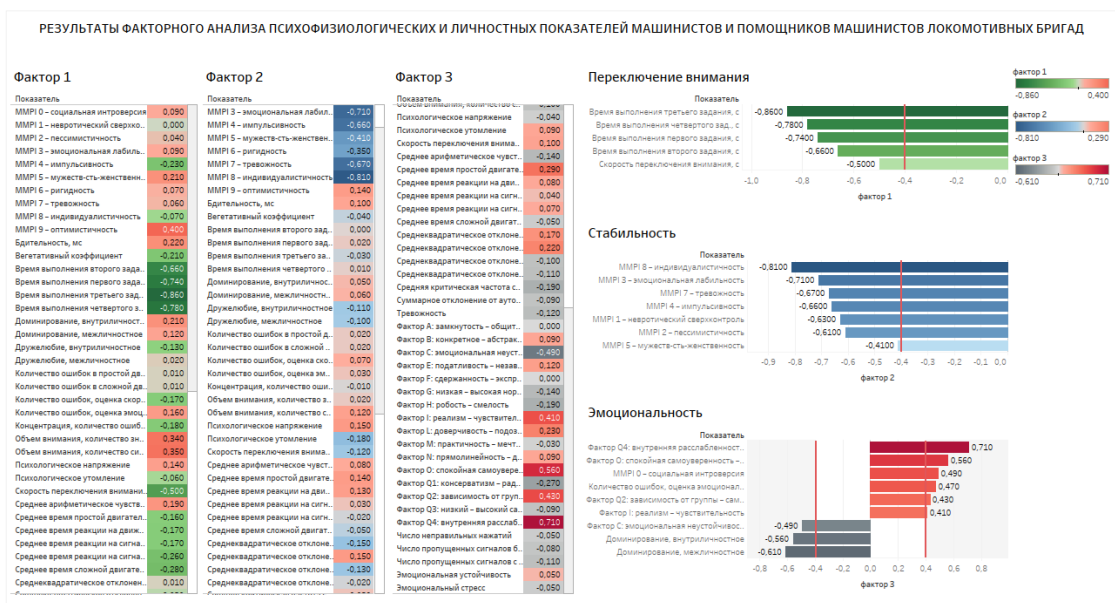 РЕЗУЛЬТАТЫ ФАКТОРНОГО АНАЛИЗА ПСИХОФИЗИОЛОГИЧЕСКИХ И ЛИЧНОСТНЫХ ПОКАЗАТЕЛЕЙ МАШИНИСТОВ И ПОМОЩНИКОВ МАШИНИСТОВ ЛОКОМОТИВНЫХ БРИГАД
Фактор 1
Показатель
MMPI 0 – социальная интроверсия 0,090
MMPI 1 – невротический сверхко.. 0,000
MMPI 2 – пессимистичность 0,040
MMPI 3 – эмоциональная лабиль.. 0,090
MMPI 4 – импульсивность -0,230
MMPI 5 – мужеств-сть-женственн.. 0,210
MMPI 6 – ригидность 0,070
MMPI 7 – тревожность 0,060
MMPI 8 – индивидуалистичность -0,070
MMPI 9 – оптимистичность 0,400
Бдительность, мс 0,220
Вегетативный коэффициент -0,210
Время выполнения второго зада.. -0,660
Время выполнения первого зада.. -0,740
Время выполнения третьего зад.. -0,860
Время выполнения четвертого з.. -0,780
Доминирование, внутриличност.. 0,210
Доминирование, межличностное 0,120
Дружелюбие, внутриличностное -0,130
Дружелюбие, межличностное 0,020
Количество ошибок в простой дв.. 0,010
Количество ошибок в сложной дв.. 0,010
Количество ошибок, оценка скор.. -0,170
Количество ошибок, оценка эмоц.. 0,160
Концентрация, количество ошиб.. -0,180
Объем внимания, количество зн.. 0,340
Объем внимания, количество си.. 0,350
Психологическое напряжение 0,140
Психологическое утомление -0,060
Скорость переключения внимани.. -0,500
Среднее арифметическое чувств.. 0,190
Среднее время простой двигател.. -0,160
Среднее время реакции на движ.. -0,170
Среднее время реакции на сигна.. -0,170
Среднее время реакции на сигна.. -0,260
Среднее время сложной двигател.. -0,280
Среднеквадратическое отклонен.. 0,010
Фактор 2
Показатель
MMPI 3 – эмоциональная лабил.. -0,710
MMPI 4 – импульсивность -0,660
MMPI 5 – мужеств-сть-женствен.. -0,410
MMPI 6 – ригидность -0,350
MMPI 7 – тревожность -0,670
MMPI 8 – индивидуалистичность -0,810
MMPI 9 – оптимистичность 0,140
Бдительность, мс 0,100
Вегетативный коэффициент -0,040
Время выполнения второго зад.. 0,000
Время выполнения первого зад.. 0,020
Время выполнения третьего за.. -0,030
Время выполнения четвертого .. 0,010
Доминирование, внутриличнос.. 0,050
Доминирование, межличностн.. 0,060
Дружелюбие, внутриличностное -0,110
Дружелюбие, межличностное -0,100
Количество ошибок в простой д.. 0,020
Количество ошибок в сложной .. 0,020
Количество ошибок, оценка ско.. 0,070
Количество ошибок, оценка эм.. 0,030
Концентрация, количество оши.. -0,010
Объем внимания, количество з.. 0,020
Объем внимания, количество с.. 0,120
Психологическое напряжение 0,150
Психологическое утомление -0,180
Скорость переключения внима.. -0,120
Среднее арифметическое чувст.. 0,080
Среднее время простой двигате.. 0,140
Среднее время реакции на дви.. 0,130
Среднее время реакции на сигн.. 0,030
Среднее время реакции на сигн.. -0,020
Среднее время сложной двигат.. -0,050
Среднеквадратическое отклоне.. -0,150
Среднеквадратическое отклоне.. 0,150
Среднеквадратическое отклоне.. -0,130
Среднеквадратическое отклоне.. -0,020
Фактор 3
Показатель
Психологическое напряжение -0,040
Психологическое утомление 0,090
Скорость переключения внима.. 0,100
Среднее арифметическое чувст.. -0,140
Среднее время простой двигате.. 0,290
Среднее время реакции на дви.. 0,080
Среднее время реакции на сигн.. 0,040
Среднее время реакции на сигн.. 0,070
Среднее время сложной двигат.. -0,050
Среднеквадратическое отклоне.. 0,170
Среднеквадратическое отклоне.. 0,220
Среднеквадратическое отклоне.. -0,100
Среднеквадратическое отклоне.. -0,110
Средняя критическая частота с.. -0,190
Суммарное отклонение от ауто.. -0,090
Тревожность -0,120
Фактор A: замкнутость – общит.. 0,000
Фактор B: конкретное – абстрак.. 0,090
Фактор C: эмоциональная неуст.. -0,490
Фактор E: податливость – незав.. 0,120
Фактор F: сдержанность – экспр.. 0,000
Фактор G: низкая – высокая нор.. -0,140
Фактор H: робость – смелость -0,190
Фактор I: реализм – чувствител.. 0,410
Фактор L: доверчивость – подоз.. 0,230
Фактор M: практичность – мечт.. -0,030
Фактор N: прямолинейность – д.. 0,090
Фактор O: спокойная самоувере.. 0,560
Фактор Q1: консерватизм – рад.. -0,270
Фактор Q2: зависимость от груп.. 0,430
Фактор Q3: низкий – высокий са.. -0,090
Фактор Q4: внутренняя расслаб.. 0,710
Число неправильных нажатий -0,050
Число пропущенных сигналов б.. -0,080
Число пропущенных сигналов с .. -0,110
Эмоциональная устойчивость 0,050
Эмоциональный стресс -0,050
Переключение внимания
Показатель
Время выполнения третьего задания, с -0,8600
Время выполнения четвертого зад., с -0,7800
Время выполнения первого задания, с -0,7400
Время выполнения второго задания, с -0,6600
Скорость переключения внимания, с -0,5000
-1,0 -0,8 -0,6 -0,4 -0,2 0,0
фактор 1
Стабильность
Показатель
MMPI 8 – индивидуалистичность -0,8100
MMPI 3 – эмоциональная лабильность -0,7100
MMPI 7 – тревожность -0,6700
MMPI 4 – импульсивность -0,6600
MMPI 1 – невротический сверхконтроль -0,6300
MMPI 2 – пессимистичность -0,6100
MMPI 5 – мужеств-сть-женственность -0,4100
-0,9 -0,8 -0,7 -0,6 -0,5 -0,4 -0,3 -0,2 -0,1 0,0
фактор 2
Эмоциональность
Показатель
Фактор Q4: внутренняя расслабленност.. 0,710
Фактор O: спокойная самоуверенность –.. 0,560
MMPI 0 – социальная интроверсия 0,490
Количество ошибок, оценка эмоционал.. 0,470
Фактор Q2: зависимость от группы – сам.. 0,430
Фактор I: реализм – чувствительность 0,410
Фактор C: эмоциональная неустойчивос.. -0,490
Доминирование, внутриличностное -0,560
Доминирование, межличностное -0,610
-0,8 -0,6 -0,4 -0,2 0,0 0,2 0,4 0,6 0,8
фактор 3
фактор 1
-0,860 0,400
фактор 2
-0,810 0,290
фактор 3
-0,610 0,710